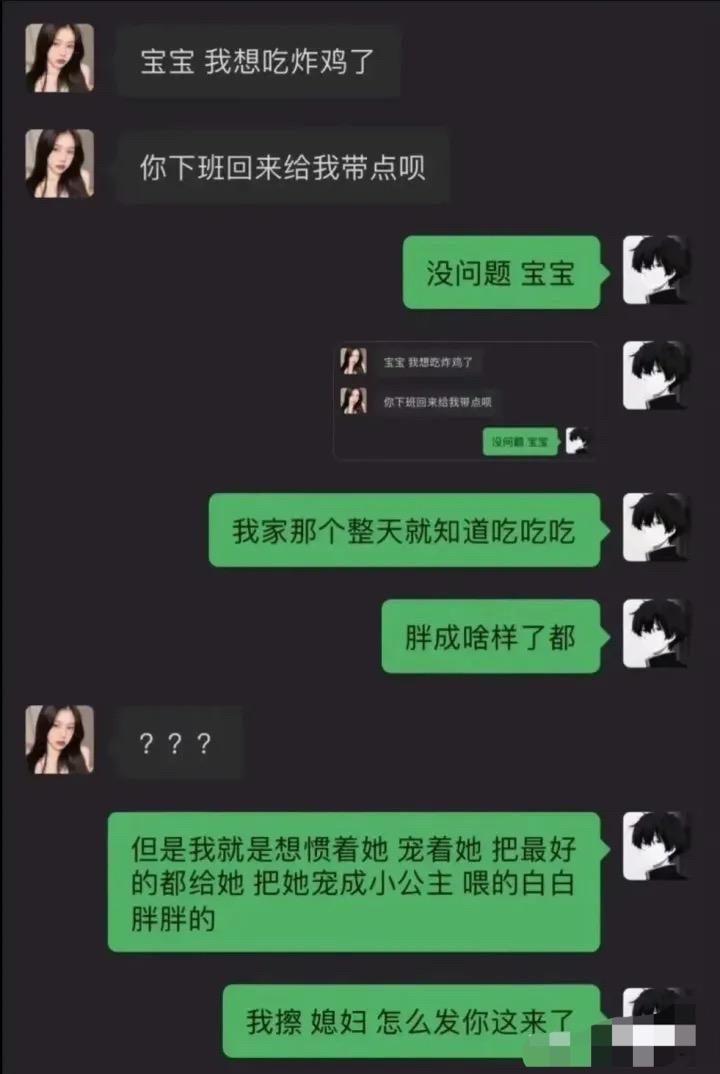 宝宝 我想吃炸鸡了
你下班回来给我带点呗
没问题 宝宝
宝宝 我想吃炸鸡了
你下班回来给我带点呗
没问题 宝宝
我家那个整天就知道吃吃吃
胖成啥样了都
？？？
但是我就是想惯着她 宠着她 把最好
的都给她 把她宠成小公主 喂的白白
胖胖的
我擦 媳妇 怎么发你这来了